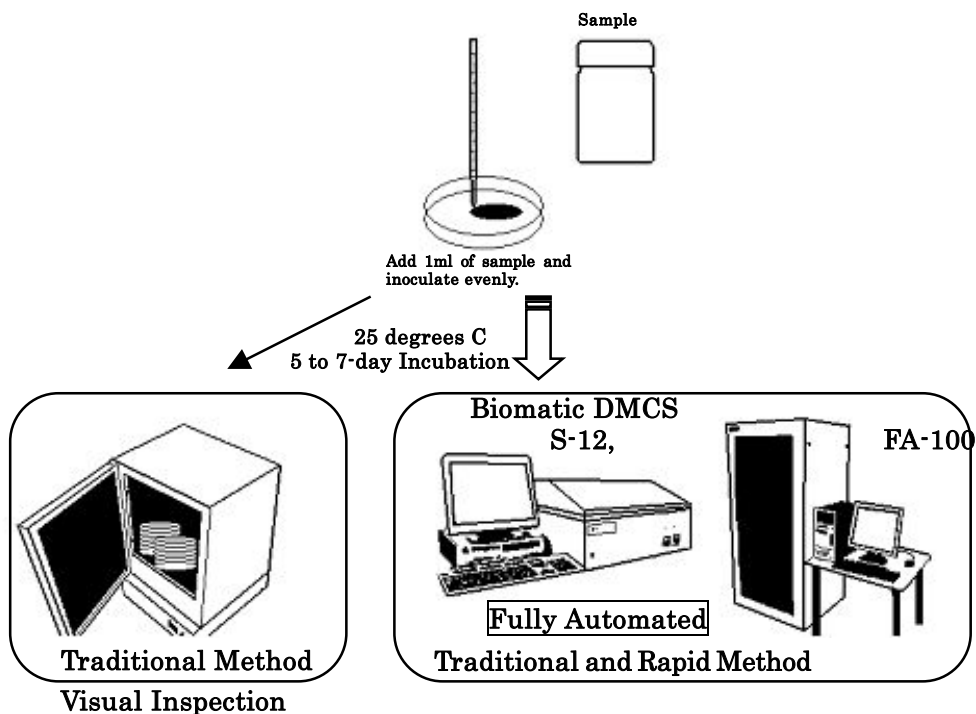 Sample
Add 1ml of sample and
inoculate evenly.
25 degrees C
5 to 7-day Incubation
Biomatic DMCS
S-12, FA-100
Fully Automated
Traditional Method
Traditional and Rapid Method
Visual Inspection